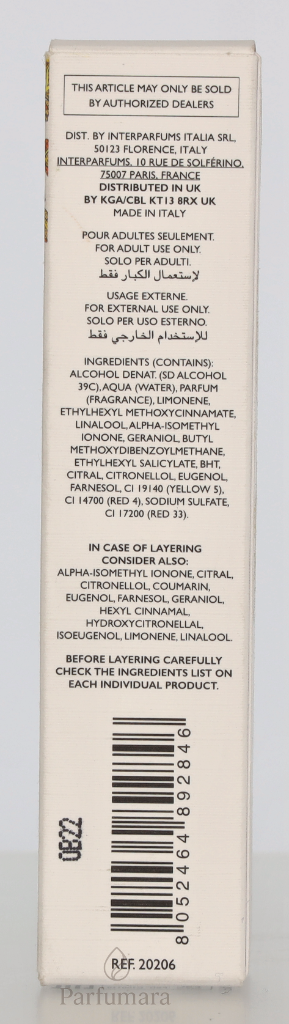 THIS ARTICLE MAY ONLY BE SOLD
BY AUTHORIZED DEALERS
DIST. BY INTERPARFUMS ITALIA SRL,
50123 FLORENCE, ITALY
INTERPARFUMS, 10 RUE DE SOLFÉRINO,
75007 PARIS, FRANCE
DISTRIBUTED IN UK
BY KGA/CBL KT13 8RX UK
MADE IN ITALY
POUR ADULTES SEULEMENT.
FOR ADULT USE ONLY.
SOLO PER ADULTI.
لإستعمال الكبار فقط
USAGE EXTERNE.
FOR EXTERNAL USE ONLY.
SOLO PER USO ESTERNO.
للإستخدام الخارجي فقط
INGREDIENTS (CONTAINS):
ALCOHOL DENAT. (SD ALCOHOL
39C), AQUA (WATER), PARFUM
(FRAGRANCE), LIMONENE,
ETHYLHEXYL METHOXYCINNAMATE,
LINALOOL, ALPHA-ISOMETHYL
IONONE, GERANIOL, BUTYL
METHOXYDIBENZOYLMETHANE,
ETHYLHEXYL SALICYLATE, BHT,
CITRAL, CITRONELLOL, EUGENOL,
FARNESOL, CI 19140 (YELLOW 5),
CI 14700 (RED 4), SODIUM SULFATE,
CI 17200 (RED 33).
IN CASE OF LAYERING
CONSIDER ALSO:
ALPHA-ISOMETHYL IONONE, CITRAL,
CITRONELLOL, COUMARIN,
EUGENOL, FARNESOL, GERANIOL,
HEXYL CINNAMAL,
HYDROXYCITRONELLAL,
ISOEUGENOL, LIMONENE, LINALOOL.
BEFORE LAYERING CAREFULLY
CHECK THE INGREDIENTS LIST ON
EACH INDIVIDUAL PRODUCT.
8 052464 892846
0B22
REF. 20206
Parfumara